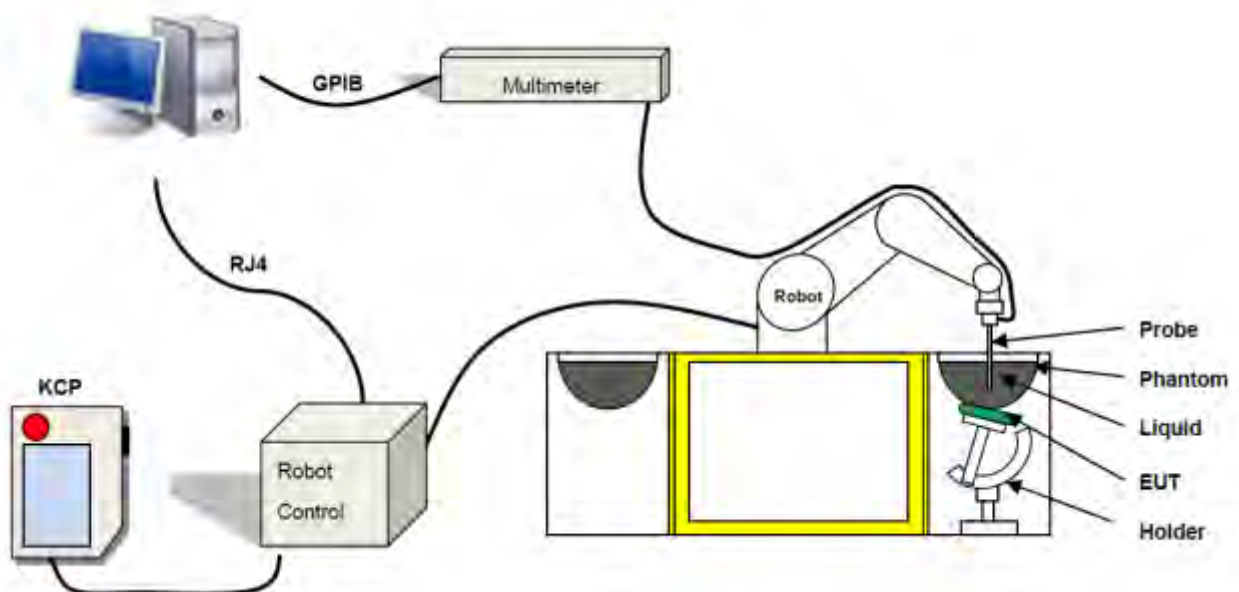 GPIB
Multimeter
RJ4
Robot
Probe
Phantom
KCP
Liquid
Robot
Control
EUT
Holder